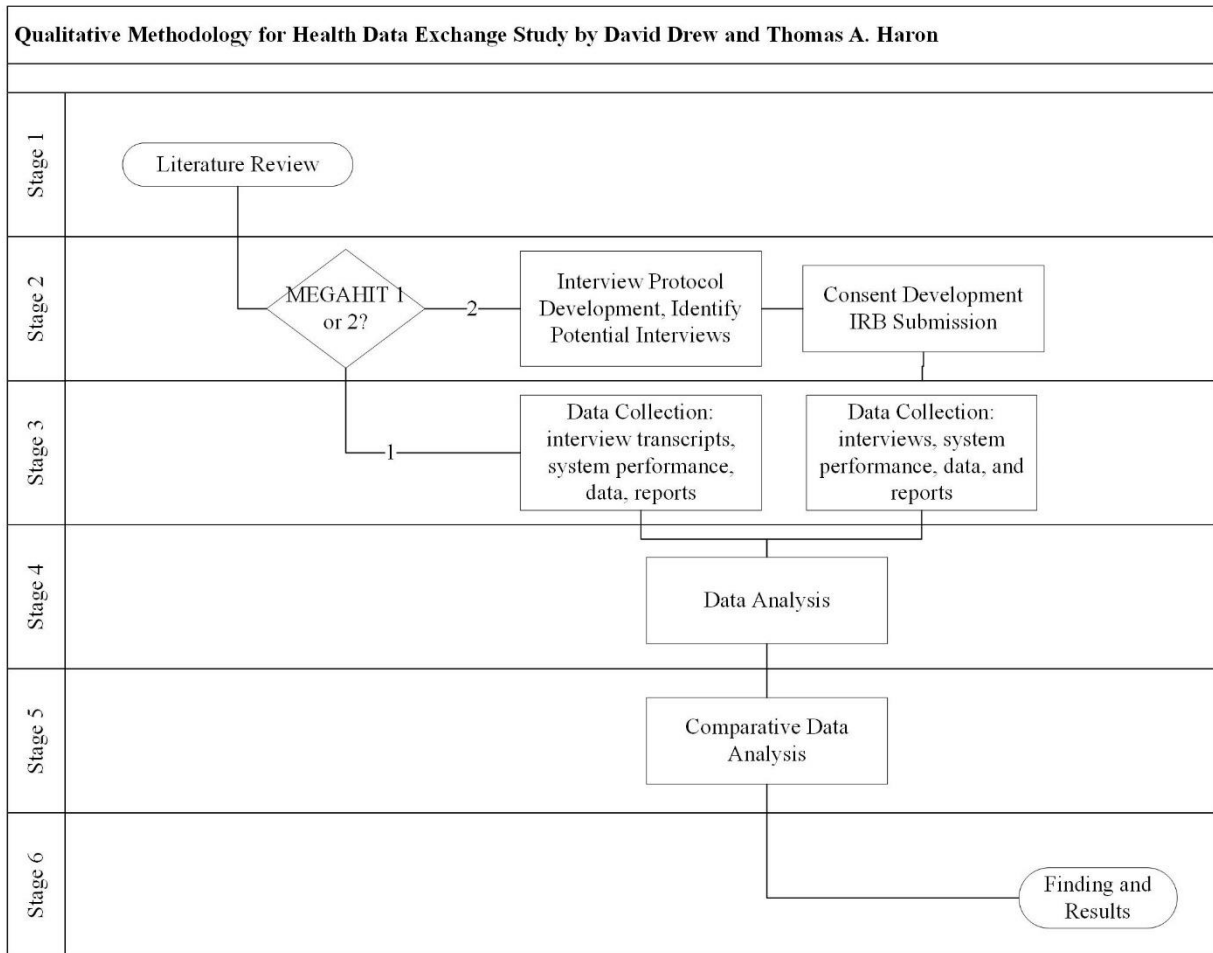 Qualitative Methodology for Health Data Exchange Study by David Drew and Thomas A. Haron
Stage 1
Literature Review
Stage 2
MEGAHIT 1
or 2?
2
Interview Protocol
Development, Identify
Potential Interviews
Consent Development
IRB Submission
Stage 3
1
Data Collection:
interview transcripts,
system performance,
data, reports
Data Collection:
interviews, system
performance, data, and
reports
Stage 4
Data Analysis
Stage 5
Comparative Data
Analysis
Stage 6
Finding and
Results